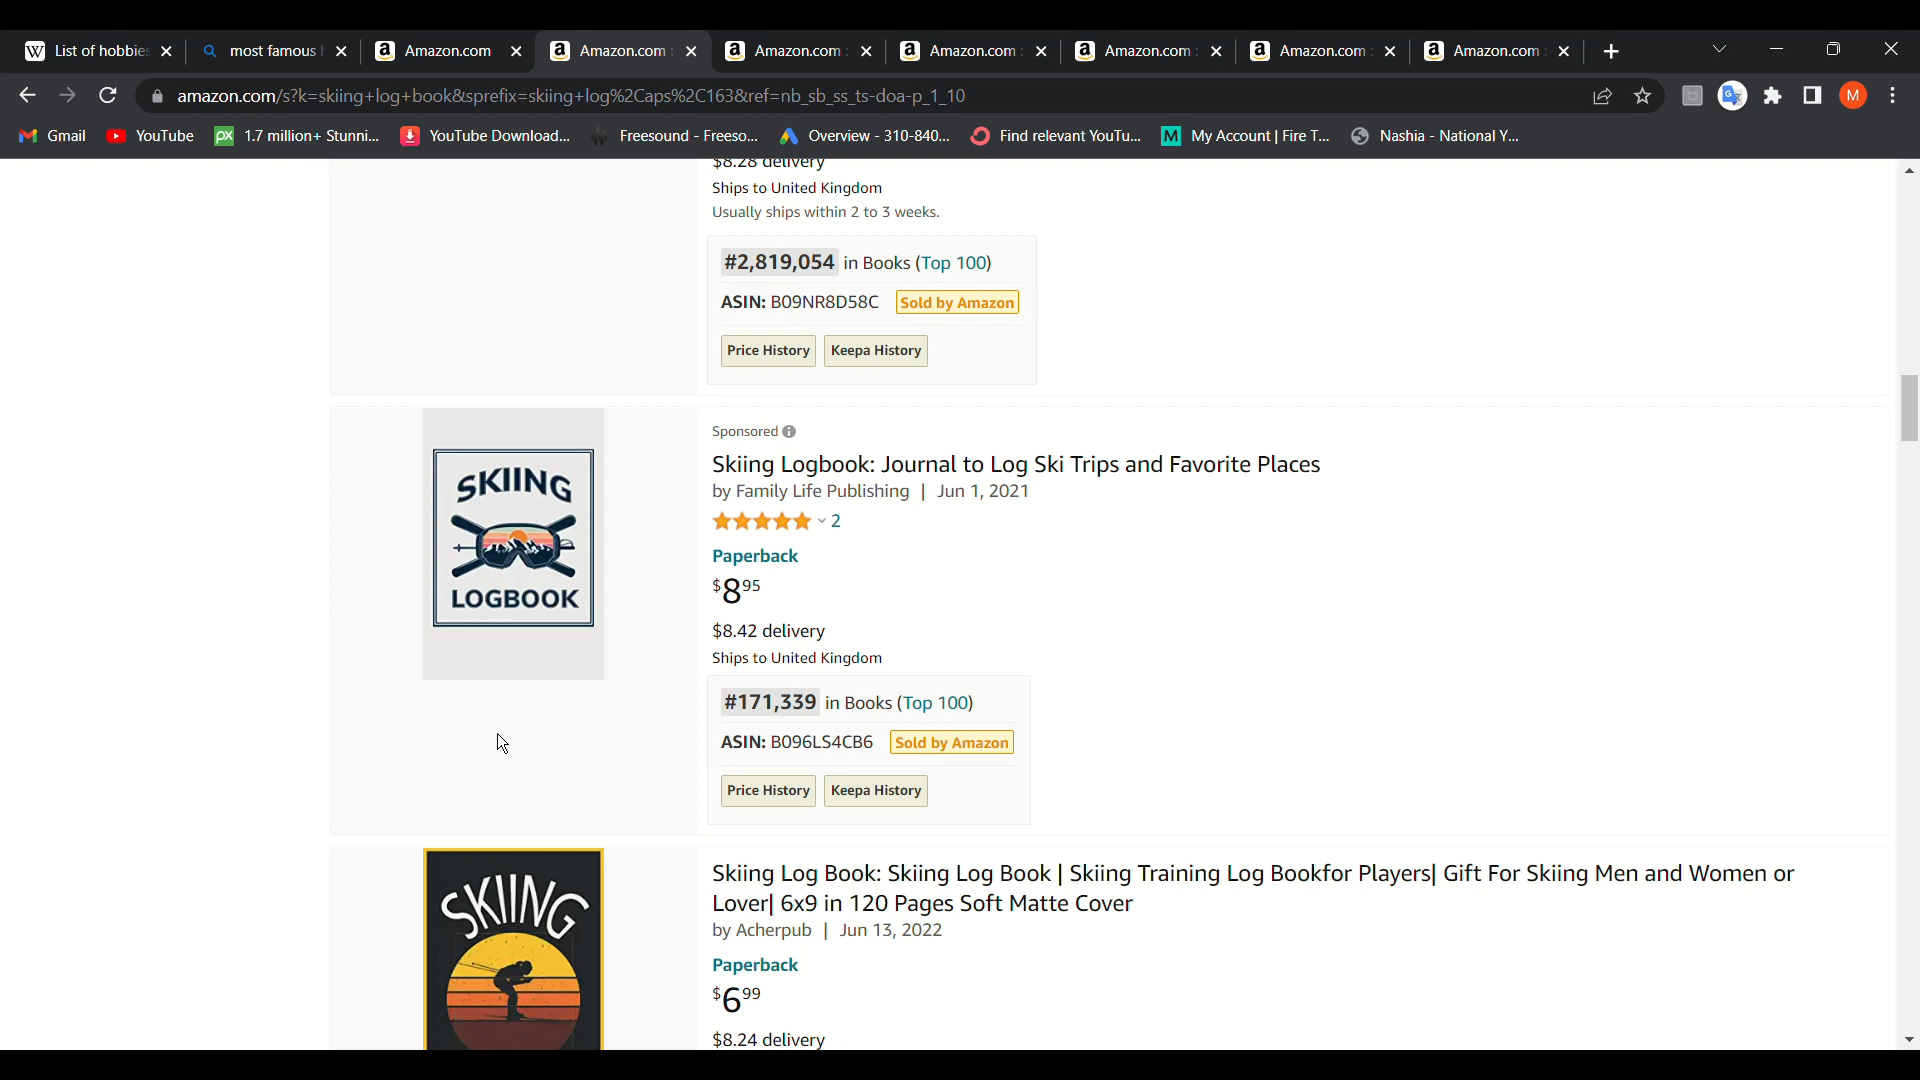 List of hobbies
most famous h
Amazon.com
Amazon.com :
Amazon.com :
Amazon.com :
Amazon.com :
Amazon.com :
Amazon.com :
amazon.com/s?k=skiing+log+book&sprefix=skiing+log%2Caps%2C163&ref=nb_sb_ss_ts-doa-p_1_10
M
Gmail
YouTube
1.7 million+ Stunni...
YouTube Download...
Freesound - Freeso...
Overview - 310-840...
Find relevant YouTu...
My Account | Fire T...
Nashia - National Y...
$8.28 delivery
Ships to United Kingdom
Usually ships within 2 to 3 weeks.
#2,819,054 in Books (Top 100)
ASIN: B09NR8D58C Sold by Amazon
Price History Keepa History
SKIING
LOGBOOK
Sponsored
Skiing Logbook: Journal to Log Ski Trips and Favorite Places
by Family Life Publishing | Jun 1, 2021
2
Paperback
$8.95
$8.42 delivery
Ships to United Kingdom
#171,339 in Books (Top 100)
ASIN: B096LS4CB6 Sold by Amazon
Price History Keepa History
SKIING
Skiing Log Book: Skiing Log Book | Skiing Training Log Bookfor Players| Gift For Skiing Men and Women or
Lover| 6x9 in 120 Pages Soft Matte Cover
by Acherpub | Jun 13, 2022
Paperback
$6.99
$8.24 delivery